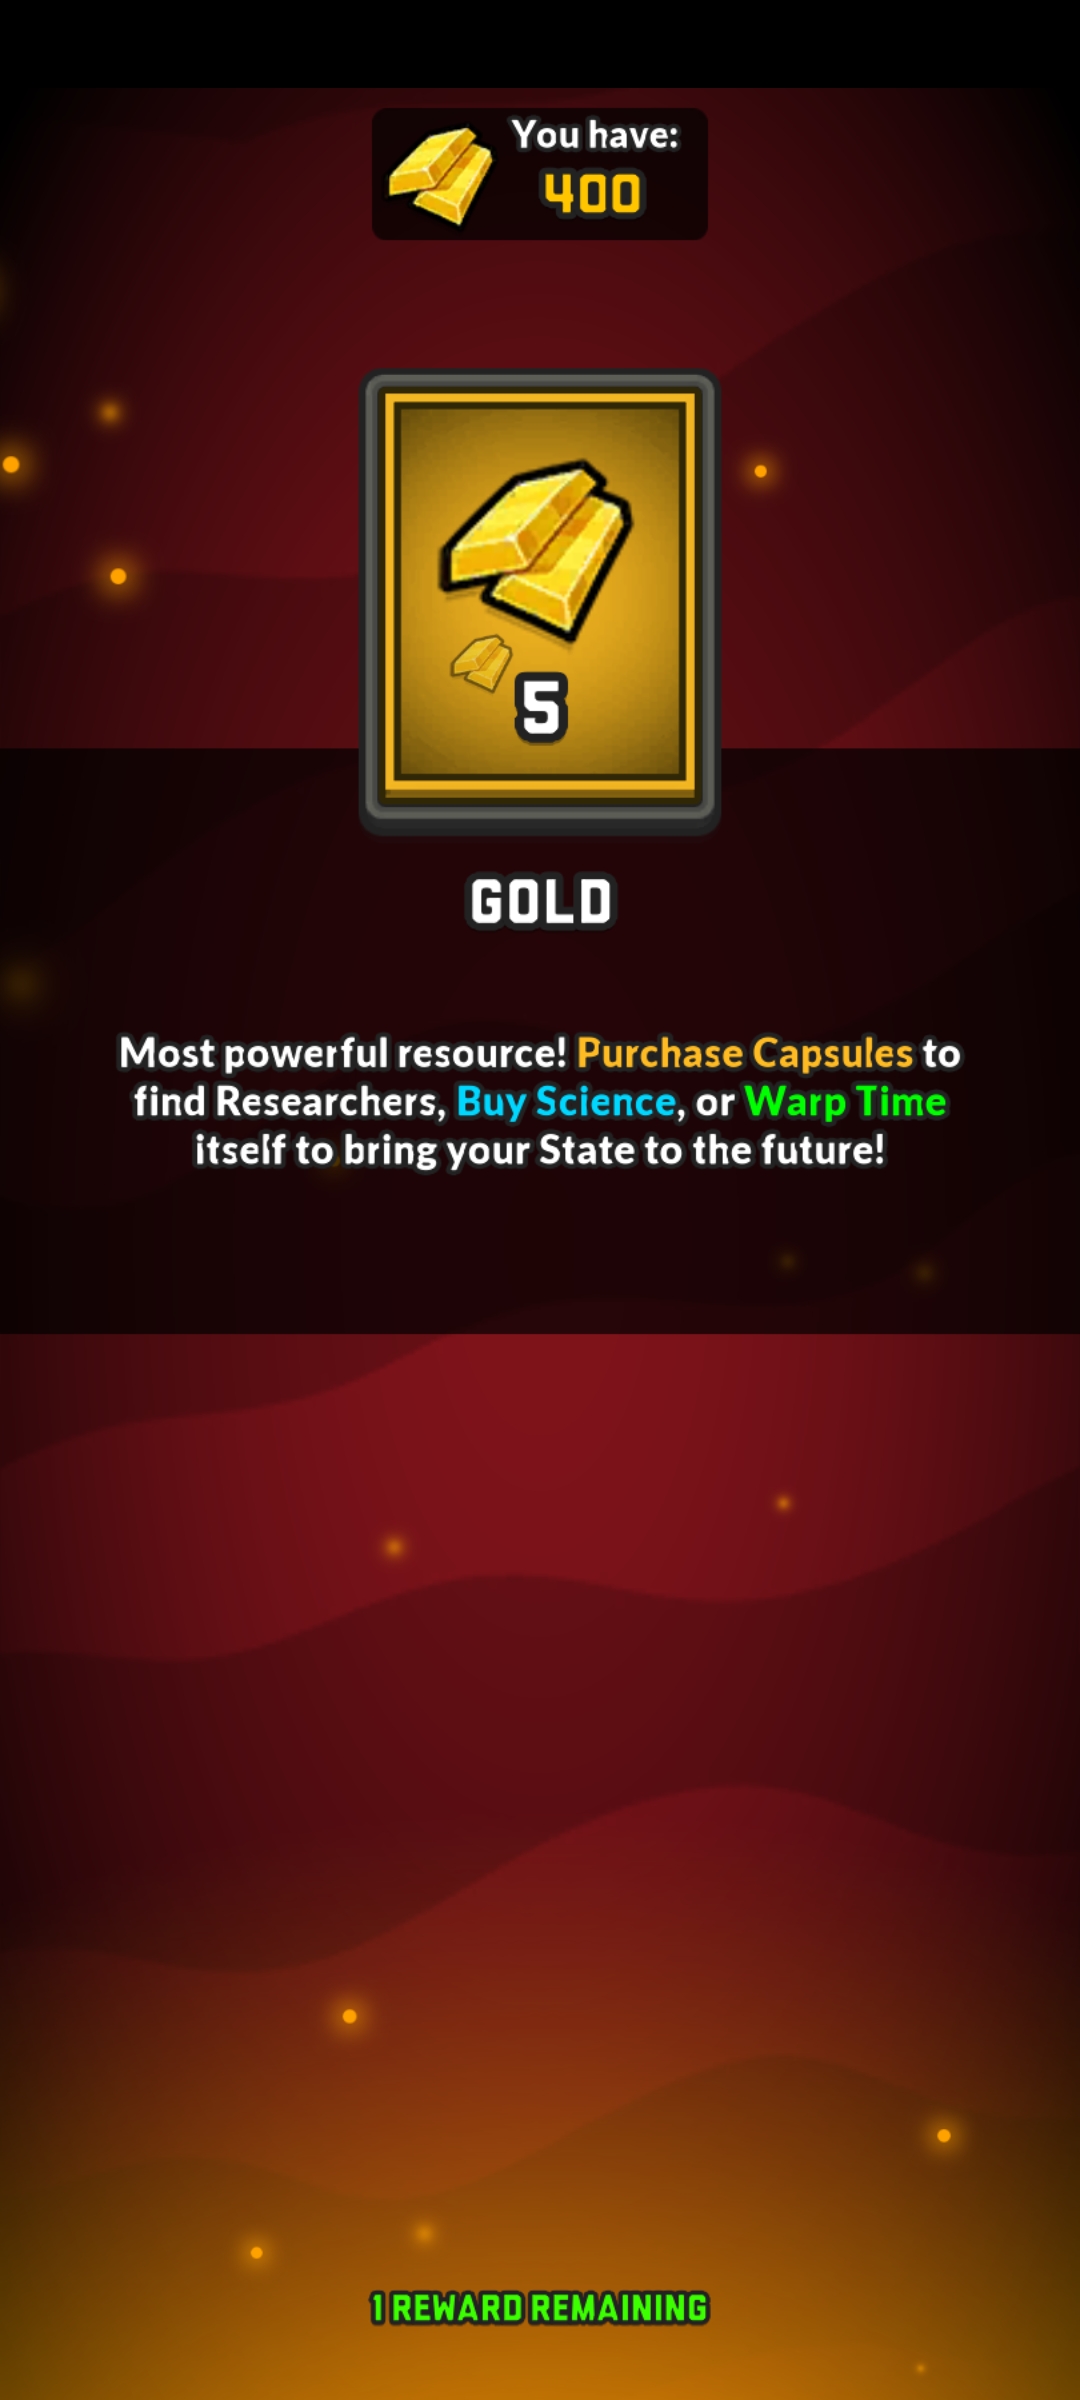 You have:
400
5
GOLD
Most powerful resource! Purchase Capsules to
find Researchers, Buy Science, or Warp Time
itself to bring your State to the future!
1 REWARD REMAINING